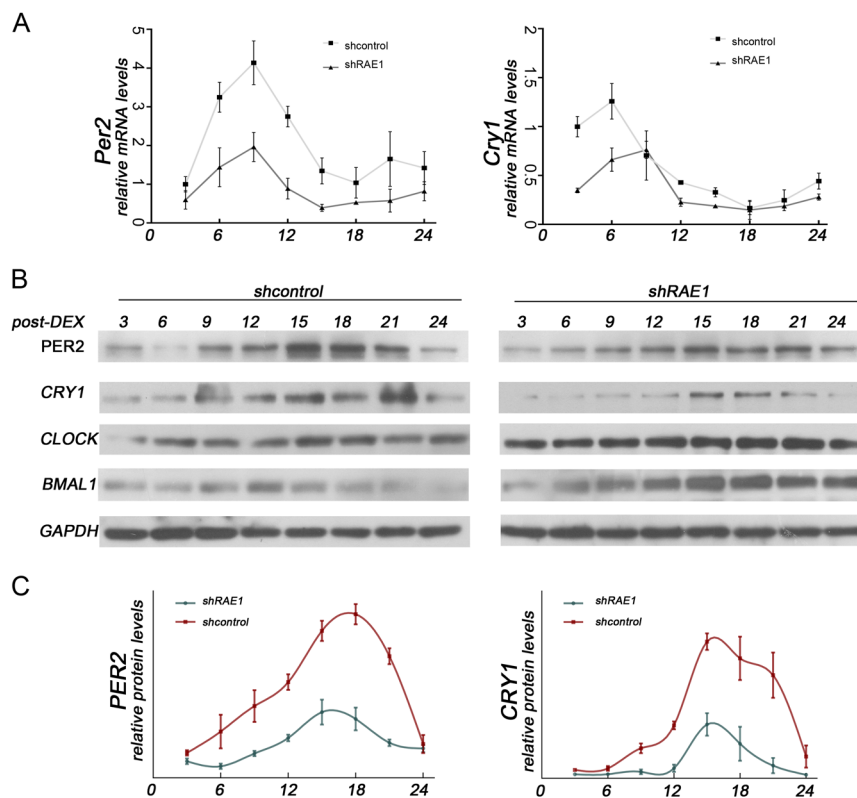 A
Per2
relative mRNA levels
5
4
3
2
1
0
0 6 12 18 24
shcontrol
shRAE1
Cry1
relative mRNA levels
2
1.5
1
0.5
0
0 6 12 18 24
shcontrol
shRAE1
B
shcontrol shRAE1
post-DEX 3 6 9 12 15 18 21 24 3 6 9 12 15 18 21 24
PER2
CRY1
CLOCK
BMAL1
GAPDH
C
PER2
relative protein levels
shRAE1
shcontrol
0 6 12 18 24
CRY1
relative protein levels
shRAE1
shcontrol
0 6 12 18 24